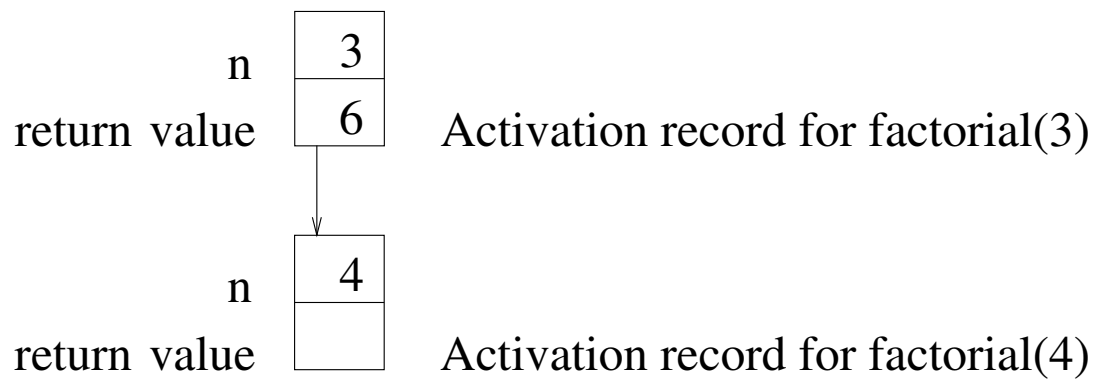 n 3
return value 6 Activation record for factorial(3)
n 4
return value Activation record for factorial(4)